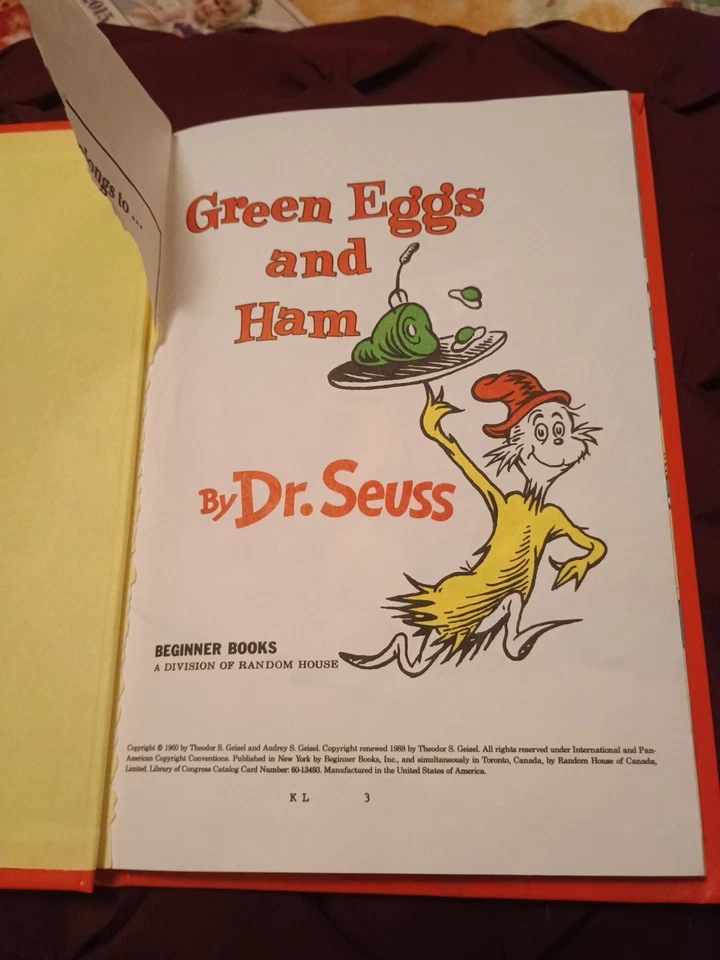 2015
ongs to ...
Green Eggs
and
Ham
By Dr. Seuss
BEGINNER BOOKS
A DIVISION OF RANDOM HOUSE
Copyright © 1960 by Theodor S. Geisel and Audrey S. Geisel. Copyright renewed 1988 by Theodor S. Geisel. All rights reserved under International and Pan-
American Copyright Conventions. Published in New York by Beginner Books, Inc., and simultaneously in Toronto, Canada, by Random House of Canada,
Limited. Library of Congress Catalog Card Number: 60-13493. Manufactured in the United States of America.
K L 3